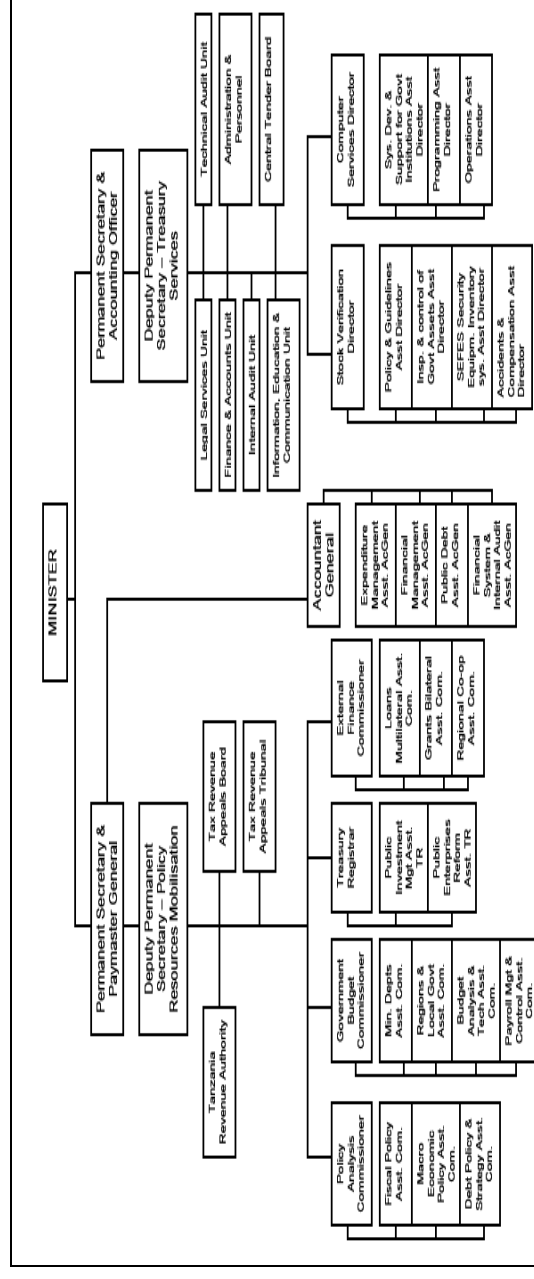 MINISTER
Permanent Secretary &
Paymaster General
Permanent Secretary &
Accounting Officer
Deputy Permanent
Secretary – Policy
Resources Mobilisation
Deputy Permanent
Secretary – Treasury
Services
Tanzania
Revenue Authority
Tax Revenue
Appeals Board
Tax Revenue
Appeals Tribunal
Legal Services Unit
Finance & Accounts Unit
Internal Audit Unit
Information, Education &
Communication Unit
Technical Audit Unit
Administration &
Personnel
Central Tender Board
Policy
Analysis
Commissioner
Fiscal Policy
Asst. Com.
Macro
Economic
Policy Asst.
Com.
Debt Policy &
Strategy Asst.
Com.
Government
Budget
Commissioner
Min. Depts
Asst. Com.
Regions &
Local Govt
Asst. Com.
Budget
Analysis &
Tech Asst.
Com.
Payroll Mgt &
Control Asst.
Com.
Treasury
Registrar
Public
Investment
Mgt Asst.
TR
Public
Enterprises
Reform
Asst. TR
External
Finance
Commissioner
Loans
Multilateral Asst.
Com.
Grants Bilateral
Asst. Com.
Regional Co-op
Asst. Com.
Accountant
General
Expenditure
Management
Asst. AcGen
Financial
Management
Asst. AcGen
Public Debt
Asst. AcGen
Financial
System &
Internal Audit
Asst. AcGen
Stock Verification
Director
Policy & Guidelines
Asst Director
Insp. & control of
Govt Assets Asst
Director
SEFES Security
Equipm. Inventory
sys. Asst Director
Accidents &
Compensation Asst
Director
Computer
Services Director
Sys. Dev. &
Support for Govt
Institutions Asst
Director
Programming Asst
Director
Operations Asst
Director